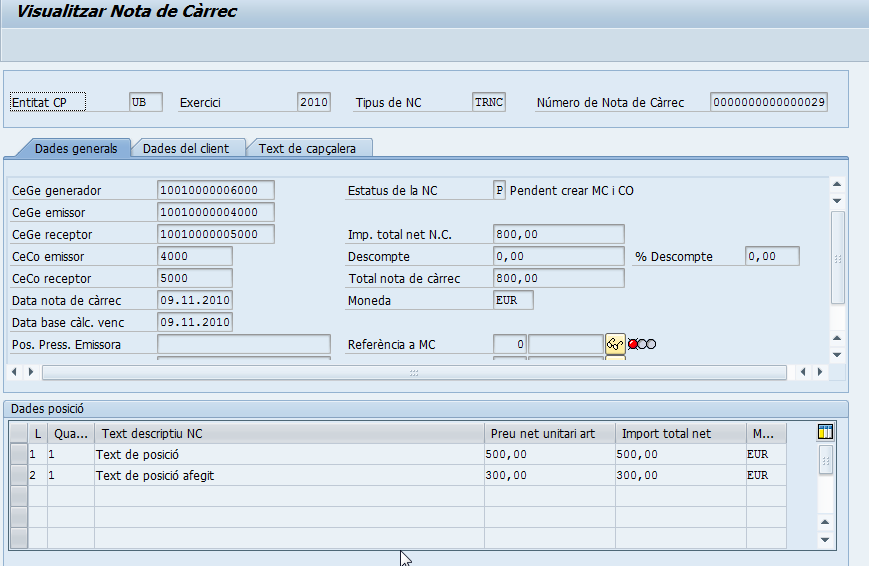 Visualitzar Nota de Càrrec
Entitat CP UB Exercici 2010 Tipus de NC TRNC Número de Nota de Càrrec 0000000000000029
Dades generals Dades del client Text de capçalera
CeGe generador 10010000006000 Estatus de la NC P Pendent crear MC i CO
CeGe emissor 10010000004000
CeGe receptor 10010000005000 Imp. total net N.C. 800,00
CeCo emissor 4000 Descompte 0,00 % Descompte 0,00
CeCo receptor 5000 Total nota de càrrec 800,00
Data nota de càrrec 09.11.2010 Moneda EUR
Data base càlc. venc 09.11.2010
Pos. Press. Emissora Referència a MC 0
Dades posició
L Qua... Text descriptiu NC Preu net unitari art Import total net M...
1 1 Text de posició 500,00 500,00 EUR
2 1 Text de posició afegit 300,00 300,00 EUR